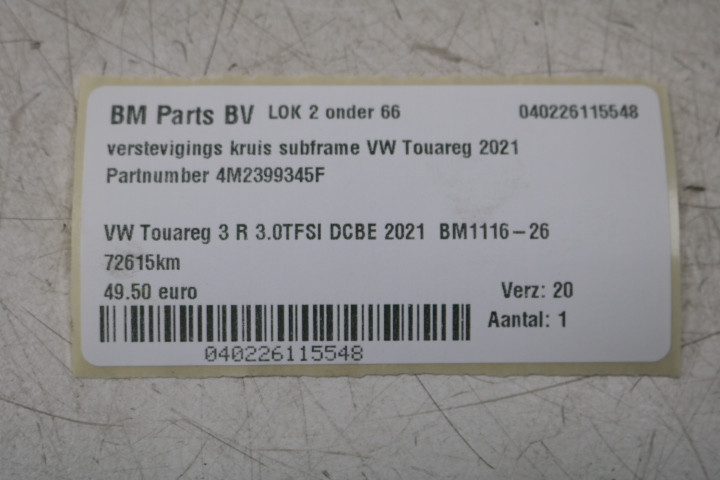 BM Parts BV LOK 2 onder 66 040226115548
verstevigings kruis subframe VW Touareg 2021
Partnumber 4M2399345F
VW Touareg 3 R 3.0TFSI DCBE 2021 BM1116-26
72615km
49.50 euro Verz: 20
Aantal: 1
040226115548